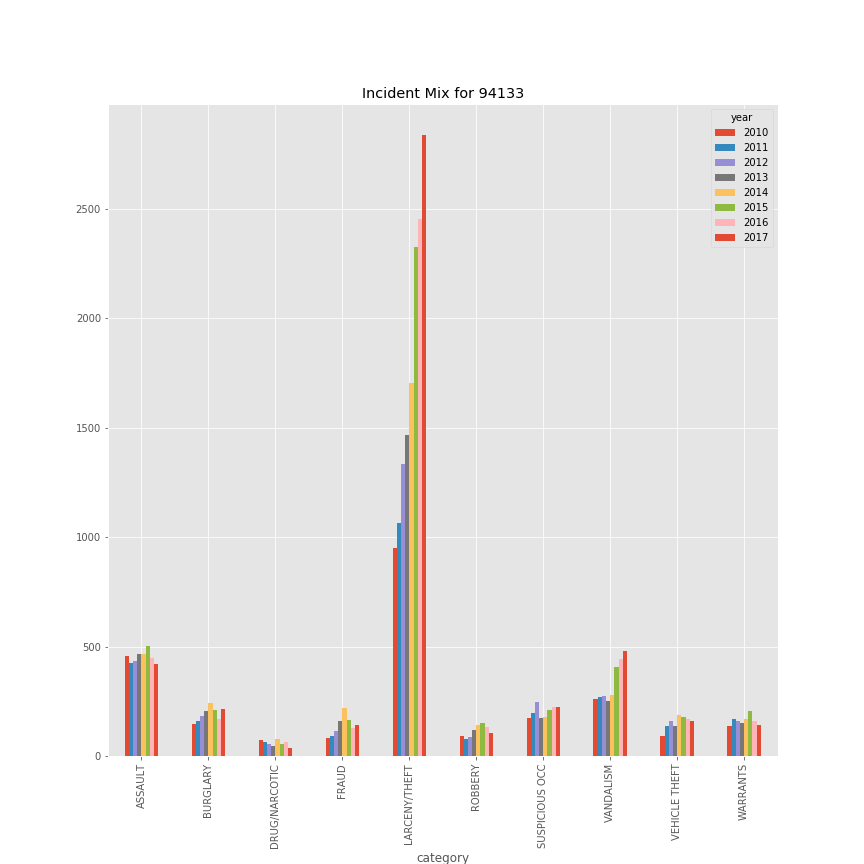 Incident Mix for 94133
year
2010
2011
2012
2013
2014
2015
2016
2017
2500
2000
1500
1000
500
0
ASSAULT
BURGLARY
DRUG/NARCOTIC
FRAUD
LARCENY/THEFT
ROBBERY
SUSPICIOUS OCC
VANDALISM
VEHICLE THEFT
WARRANTS
category